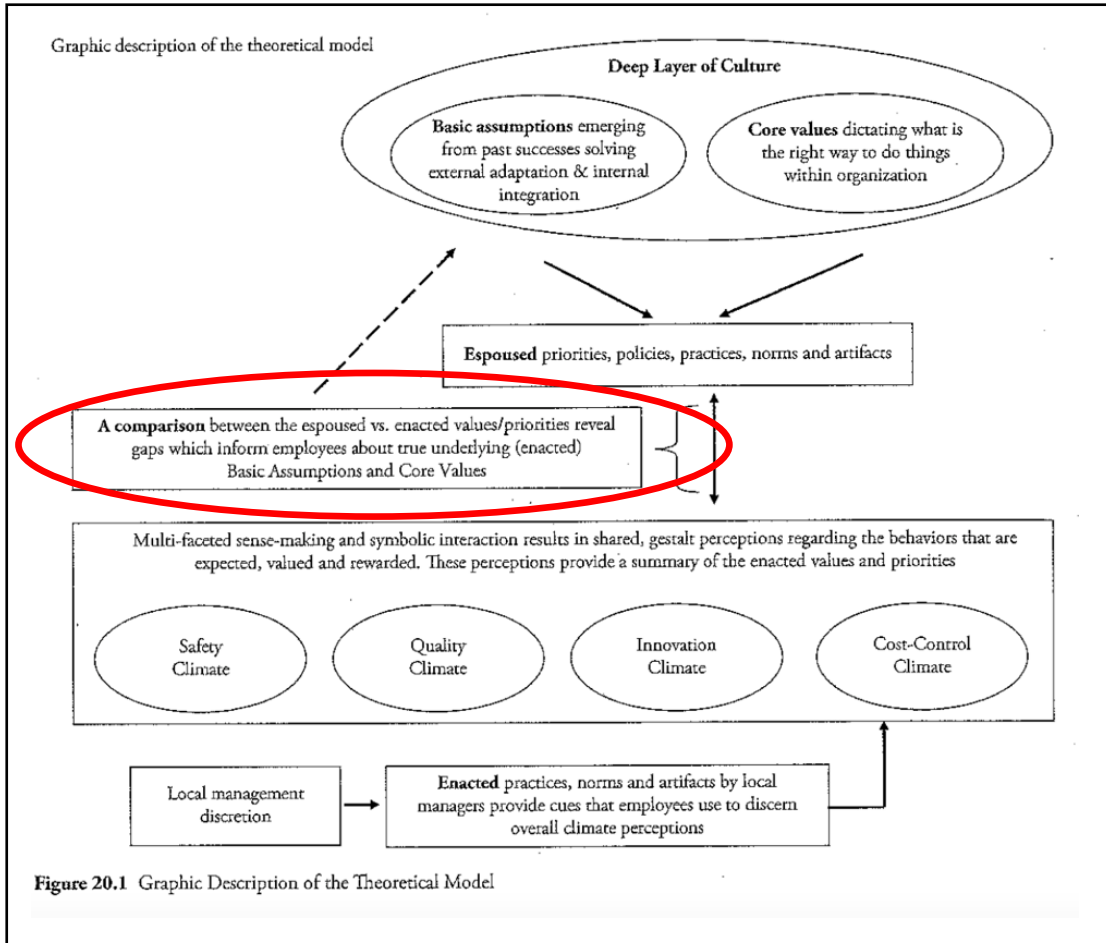 Graphic description of the theoretical model
Deep Layer of Culture
Basic assumptions emerging
from past successes solving
external adaptation & internal
integration
Core values dictating what is
the right way to do things
within organization
Espoused priorities, policies, practices, norms and artifacts
A comparison between the espoused vs. enacted values/priorities reveal
gaps which inform employees about true underlying (enacted)
Basic Assumptions and Core Values
Multi-faceted sense-making and symbolic interaction results in shared, gestalt perceptions regarding the behaviors that are
expected, valued and rewarded. These perceptions provide a summary of the enacted values and priorities
Safety
Climate
Quality
Climate
Innovation
Climate
Cost-Control
Climate
Local management
discretion
Enacted practices, norms and artifacts by local
managers provide cues that employees use to discern
overall climate perceptions
Figure 20.1 Graphic Description of the Theoretical Model